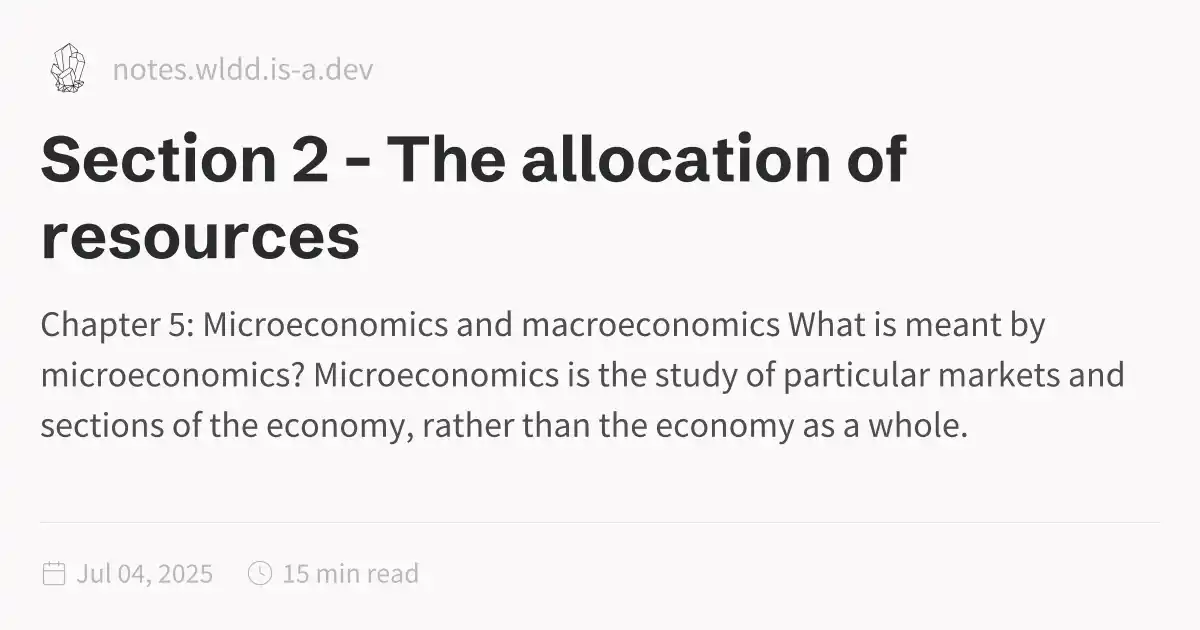 notes.wldd.is-a.dev
Section 2 - The allocation of
resources
Chapter 5: Microeconomics and macroeconomics What is meant by
microeconomics? Microeconomics is the study of particular markets and
sections of the economy, rather than the economy as a whole.
Jul 04, 2025 15 min read